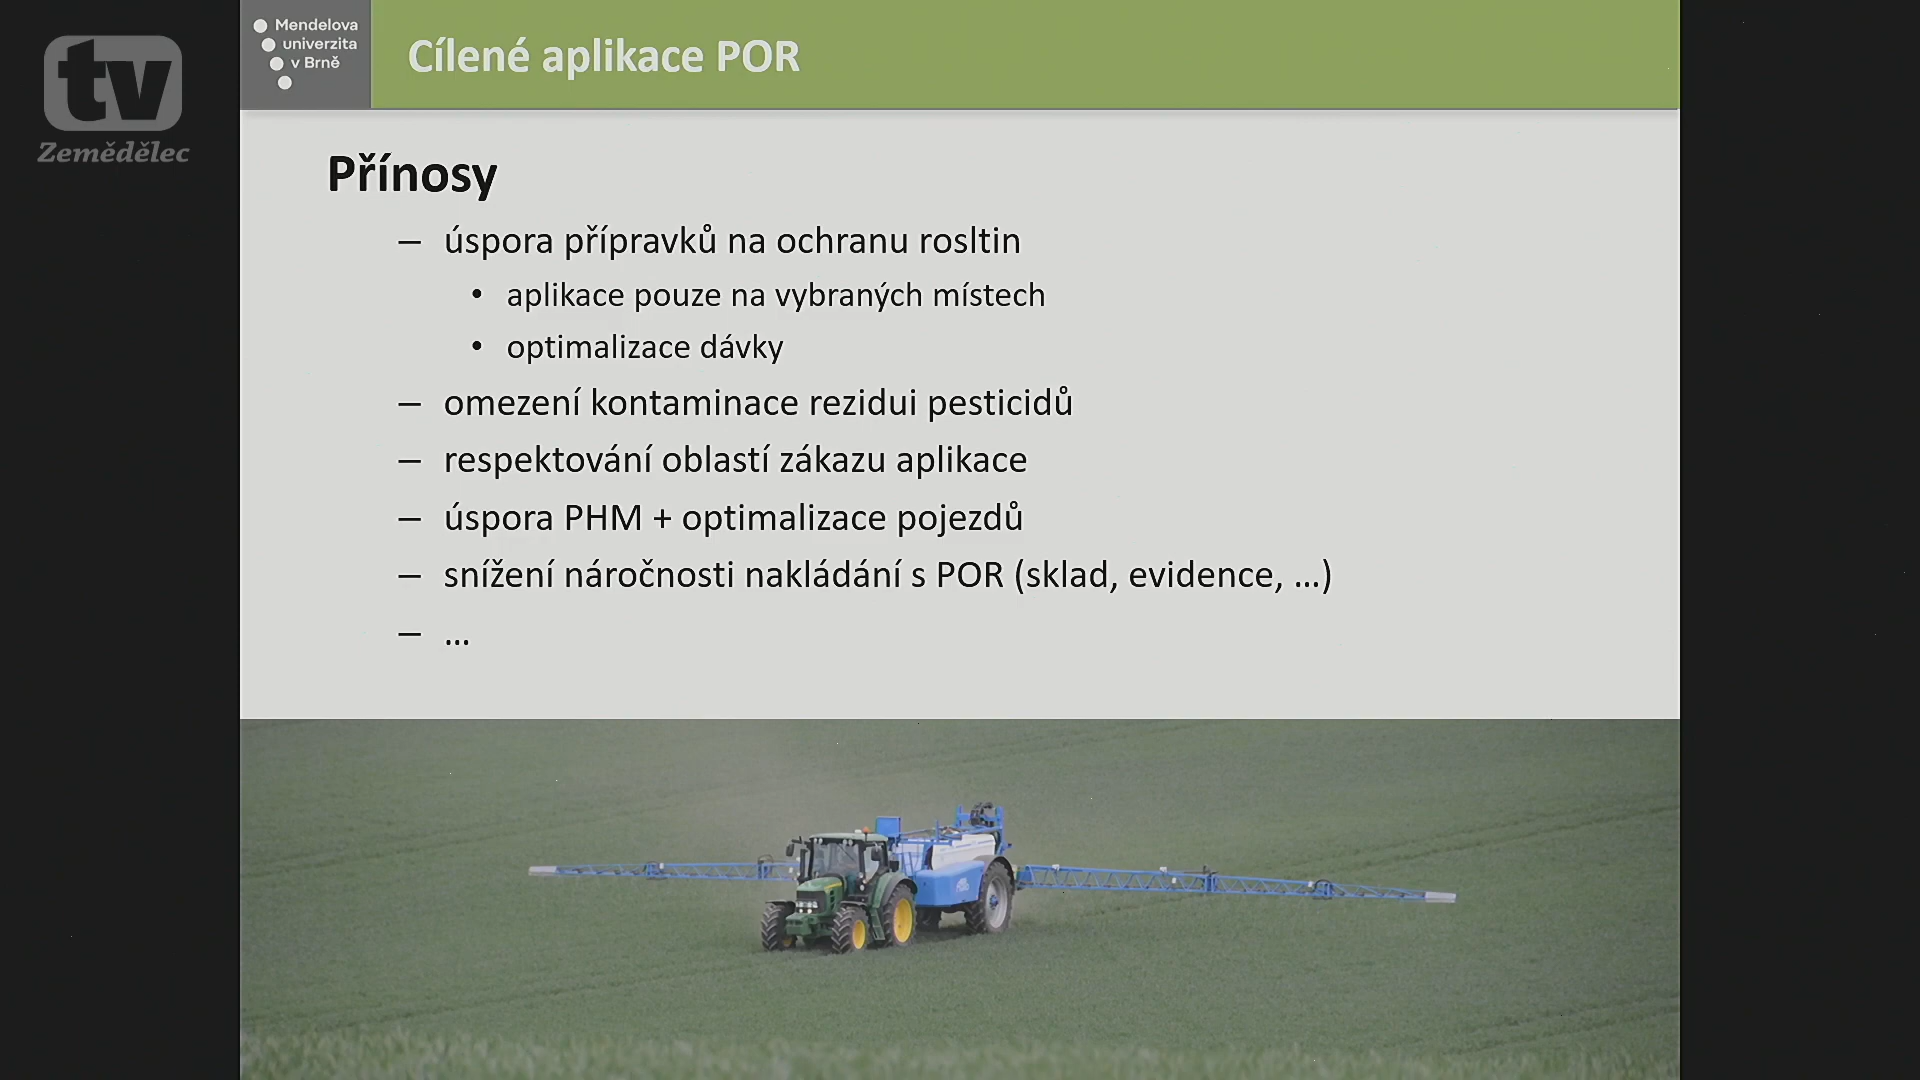 tv
Zemědělec
Mendelova
univerzita
v Brně
Cílené aplikace POR
Přínosy
– úspora přípravků na ochranu rosltin
• aplikace pouze na vybraných místech
• optimalizace dávky
– omezení kontaminace rezidui pesticidů
– respektování oblastí zákazu aplikace
– úspora PHM + optimalizace pojezdů
– snížení náročnosti nakládání s POR (sklad, evidence, ...)
– ...